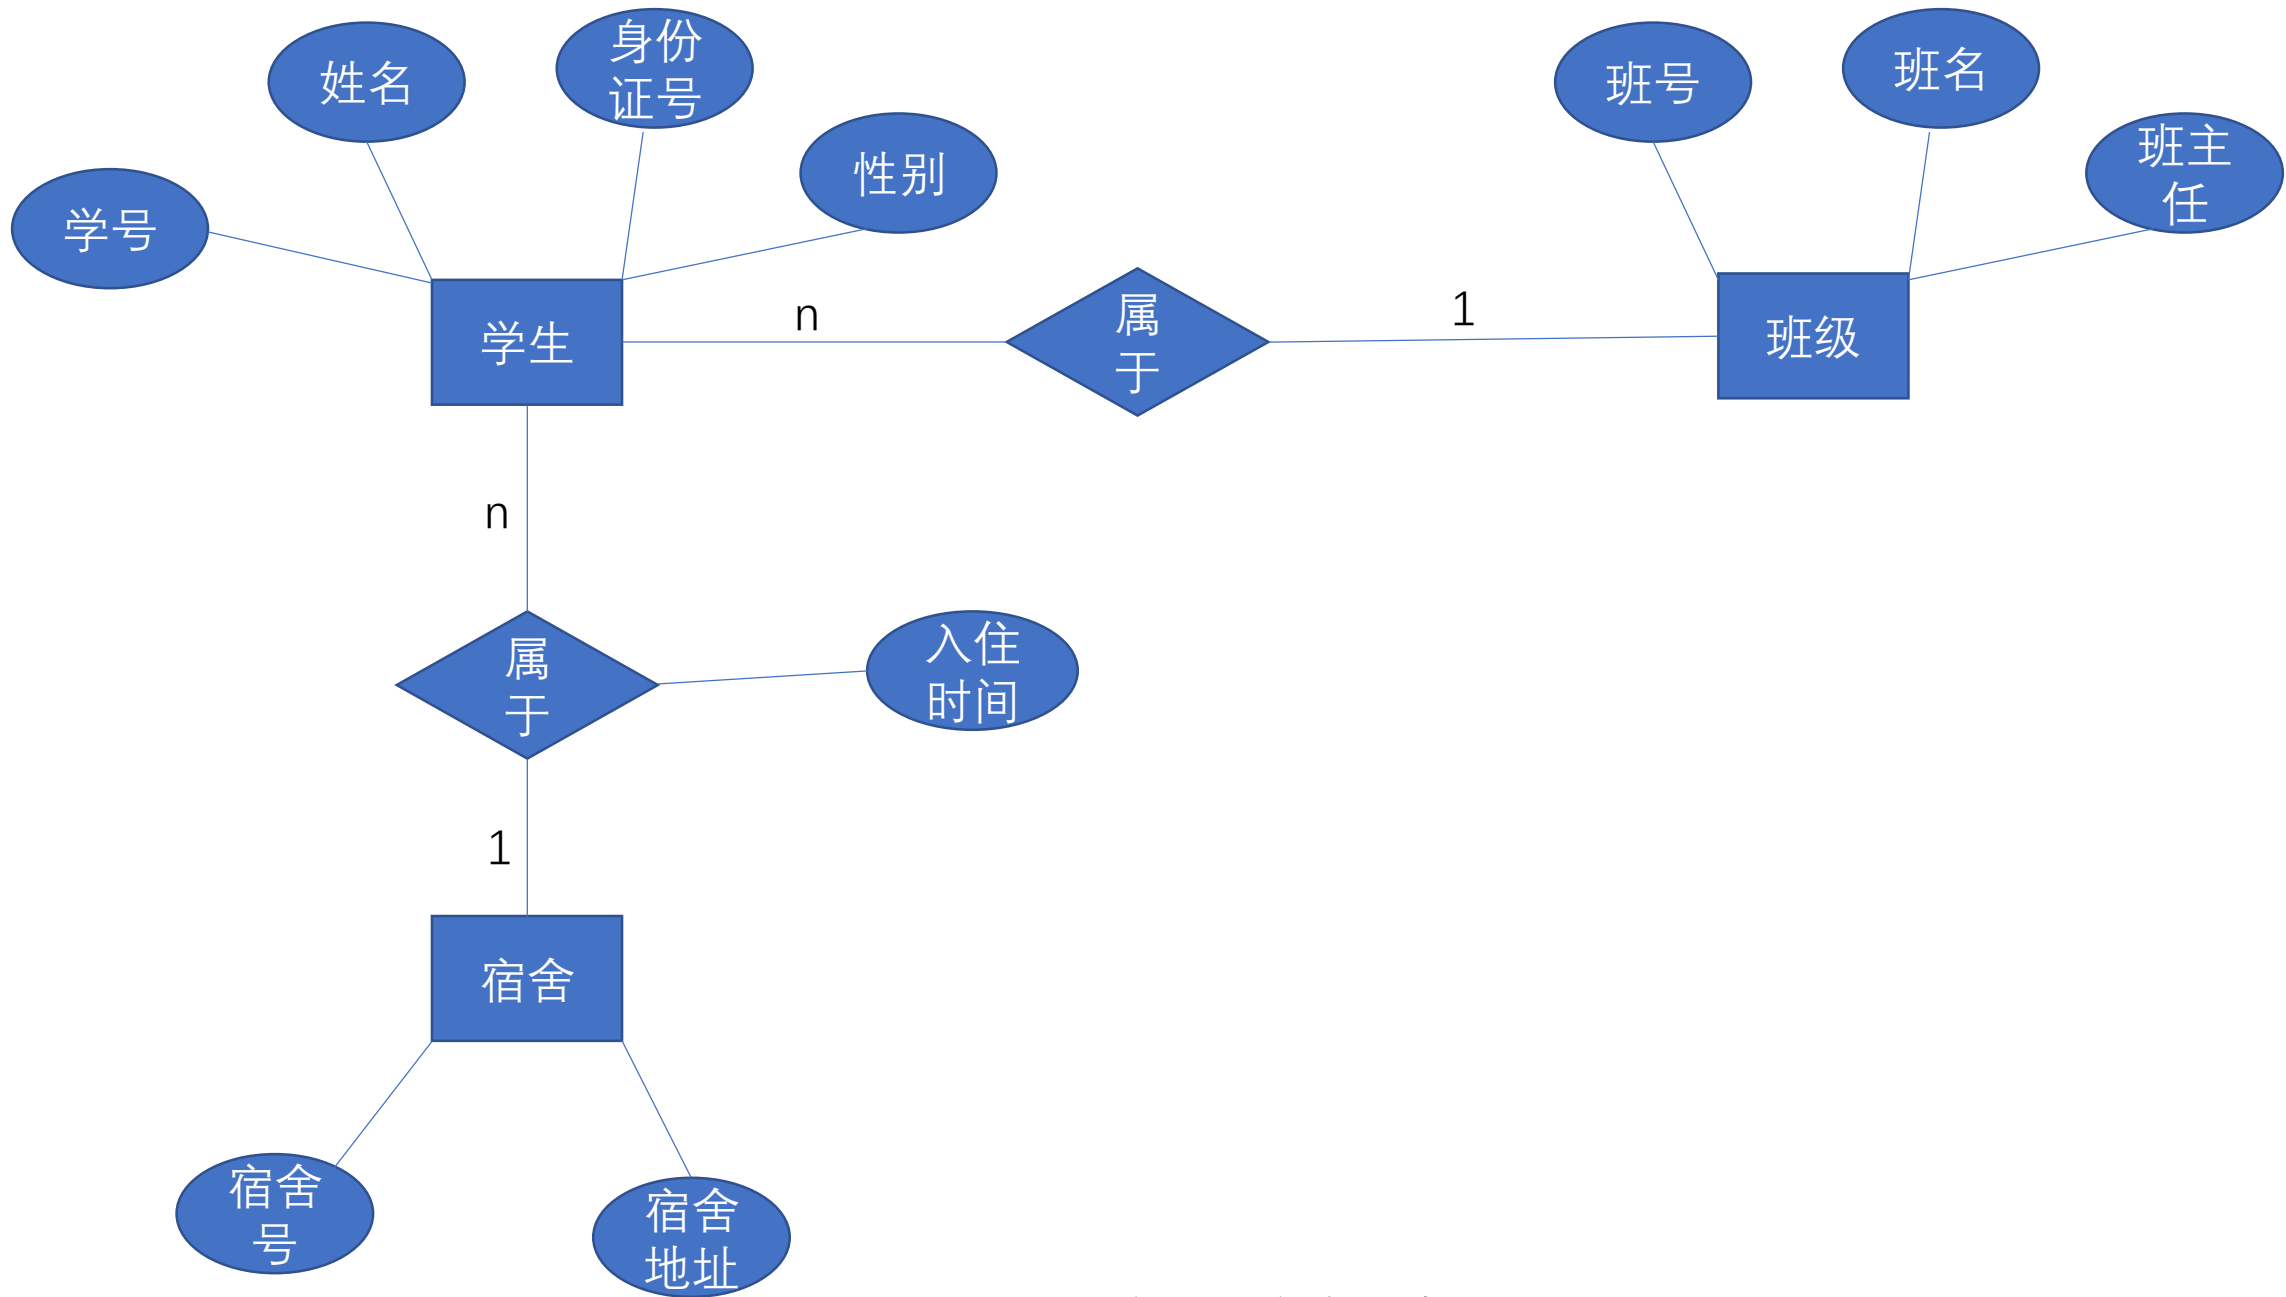 姓名
身份
证号
性别
学号
班号
班名
班主
任
学生
n
属
于
1
班级
n
属
于
入住
时间
1
宿舍
宿舍
号
宿舍
地址